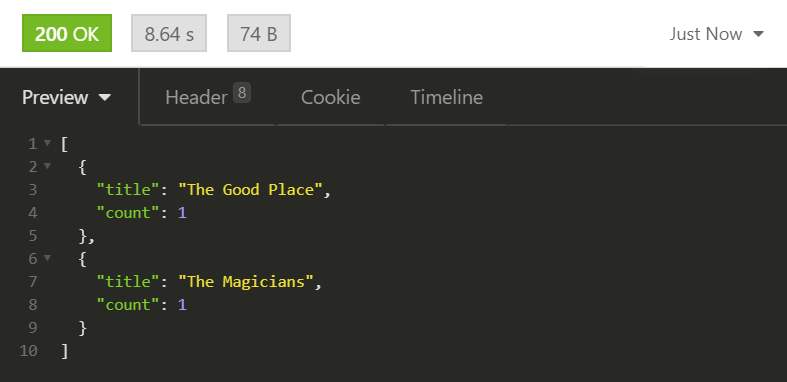 200 OK 8.64 s 74 B Just Now
Preview Header 8 Cookie Timeline
1 [
2 {
3 "title": "The Good Place",
4 "count": 1
5 },
6 {
7 "title": "The Magicians",
8 "count": 1
9 }
10 ]